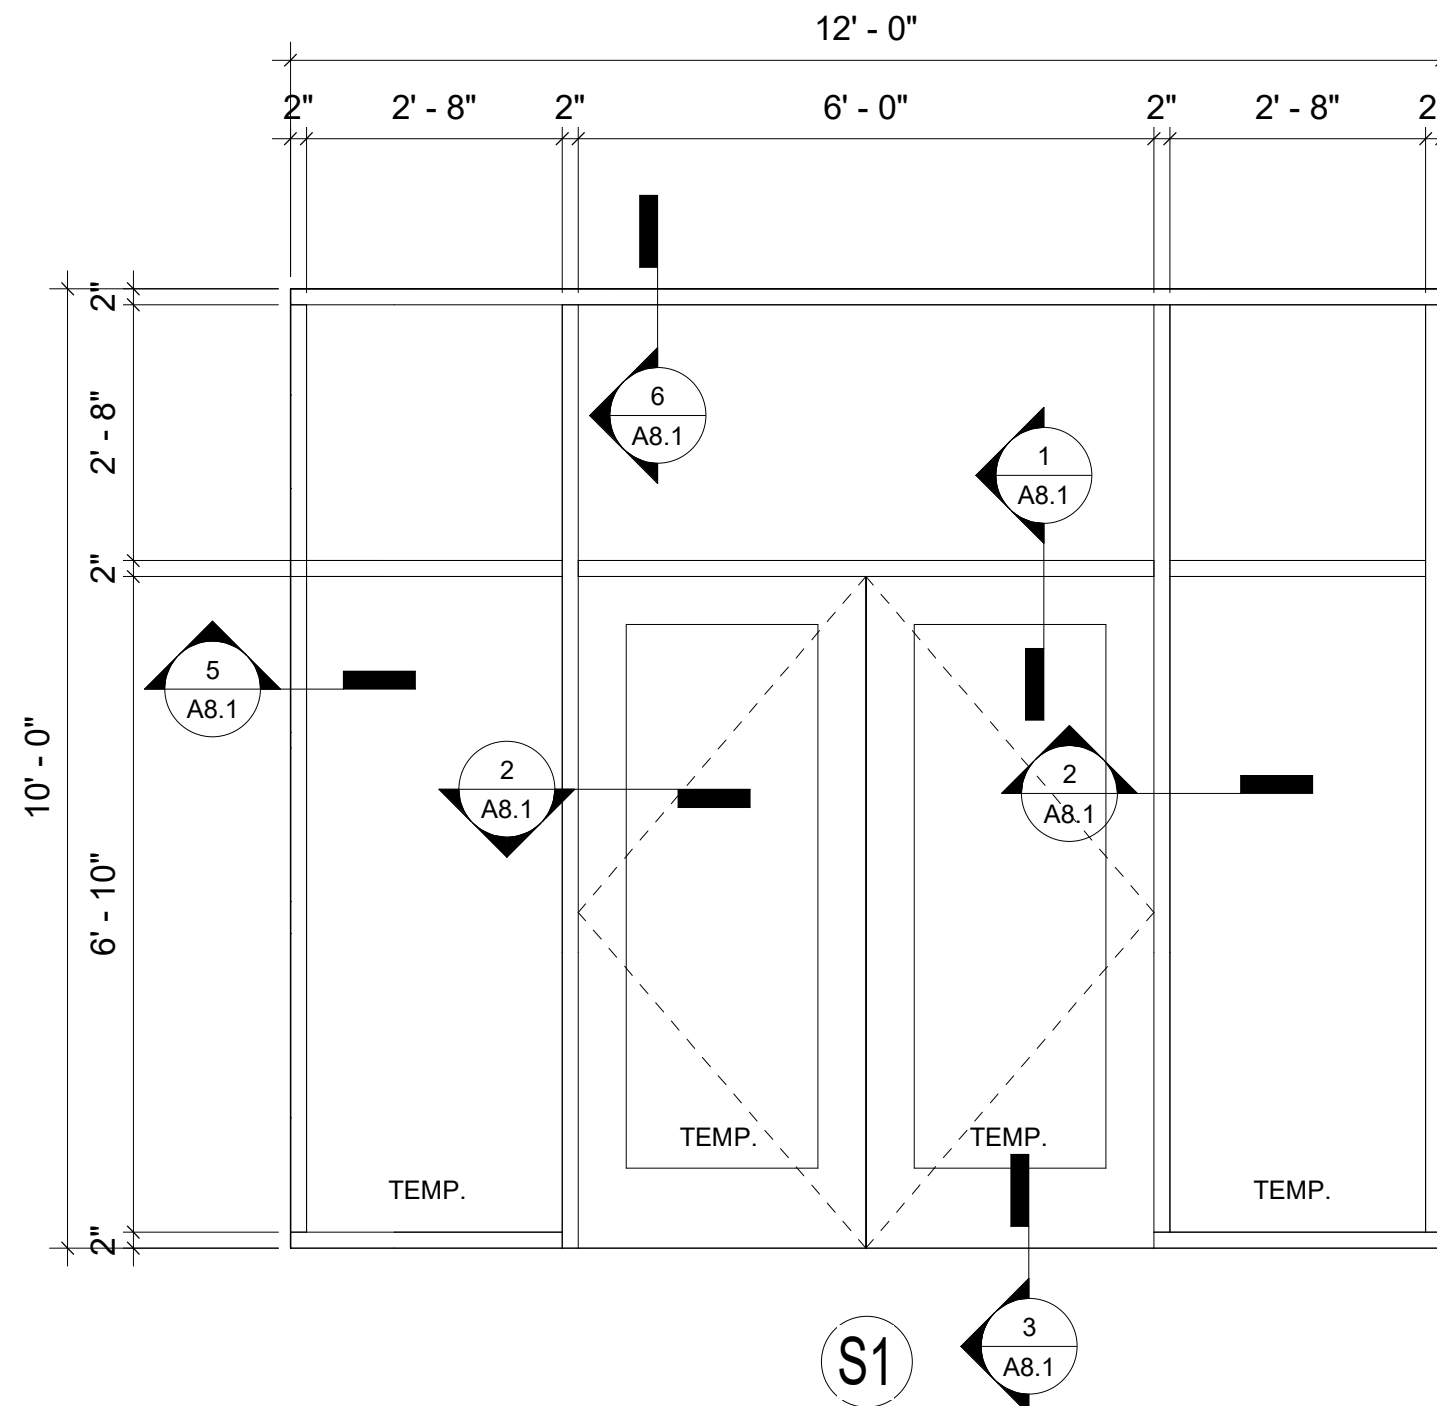 12' - 0"
2" 2' - 8" 2" 6' - 0" 2" 2' - 8" 2
2"
2' - 8"
2"
6' - 10"
2"
10' - 0"
6
A8.1
1
A8.1
5
A8.1
2
A8.1
2
A8.1
TEMP. TEMP.
TEMP. TEMP.
3
A8.1
S1